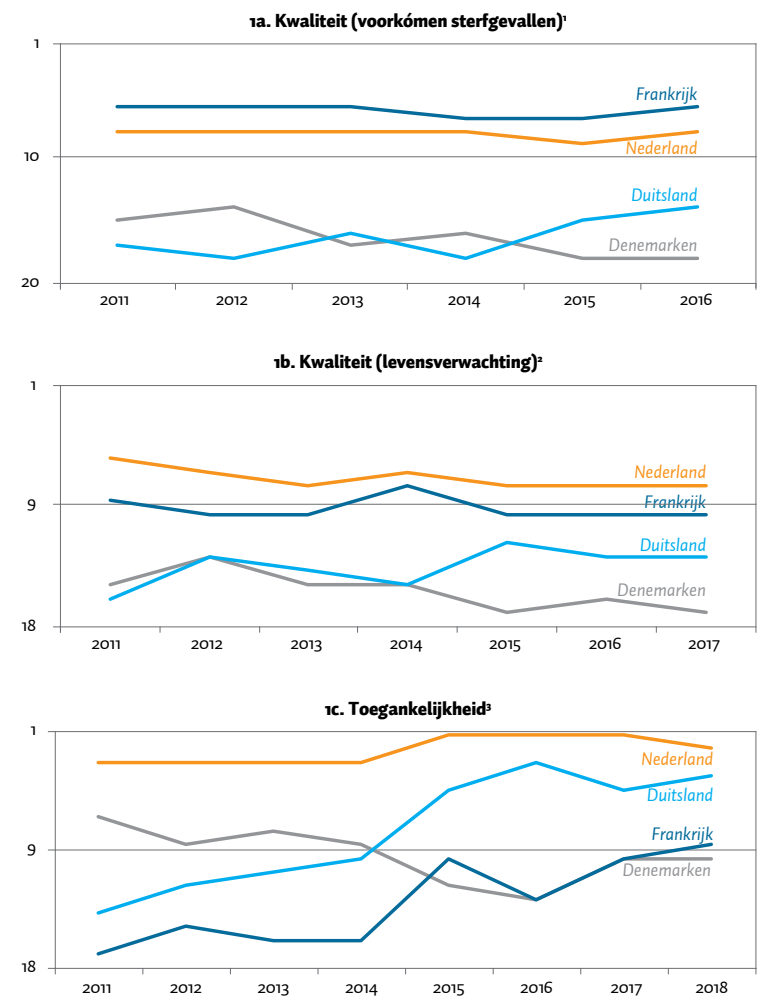 1a. Kwaliteit (voorkómen sterfgevallen)¹
1
Frankrijk
Nederland
10
Duitsland
Denemarken
20
2011 2012 2013 2014 2015 2016
1b. Kwaliteit (levensverwachting)²
1
Nederland
9
Frankrijk
Duitsland
Denemarken
18
2011 2012 2013 2014 2015 2016 2017
1c. Toegankelijkheid³
1
Nederland
Duitsland
Frankrijk
9
Denemarken
18
2011 2012 2013 2014 2015 2016 2017 2018